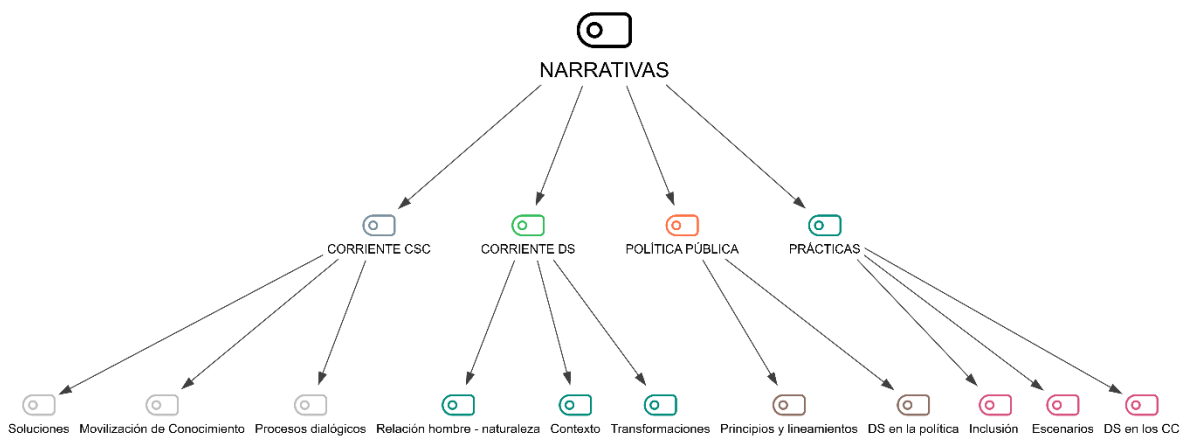 NARRATIVAS
CORRIENTE CSC
CORRIENTE DS
POLÍTICA PÚBLICA
PRÁCTICAS
Soluciones
Movilización de Conocimiento
Procesos dialógicos
Relación hombre - naturaleza
Contexto
Transformaciones
Principios y lineamientos
DS en la política
Inclusión
Escenarios
DS en los CC